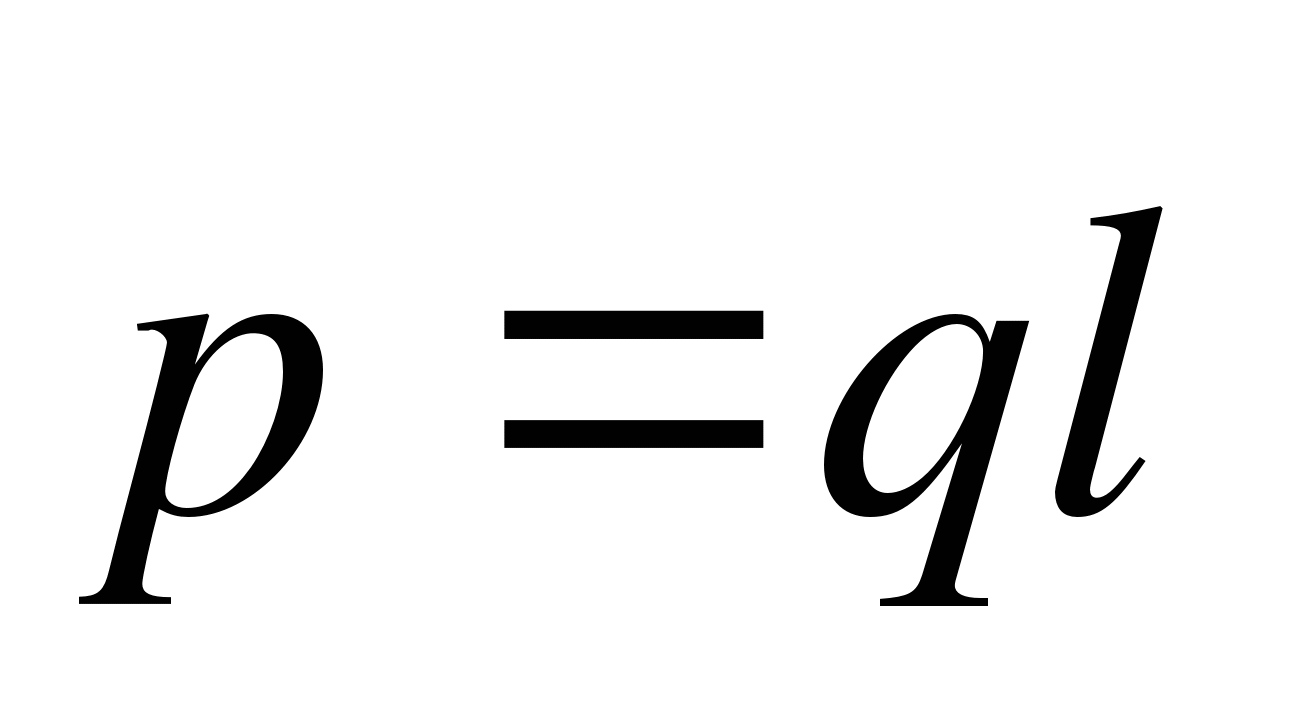 p = ql